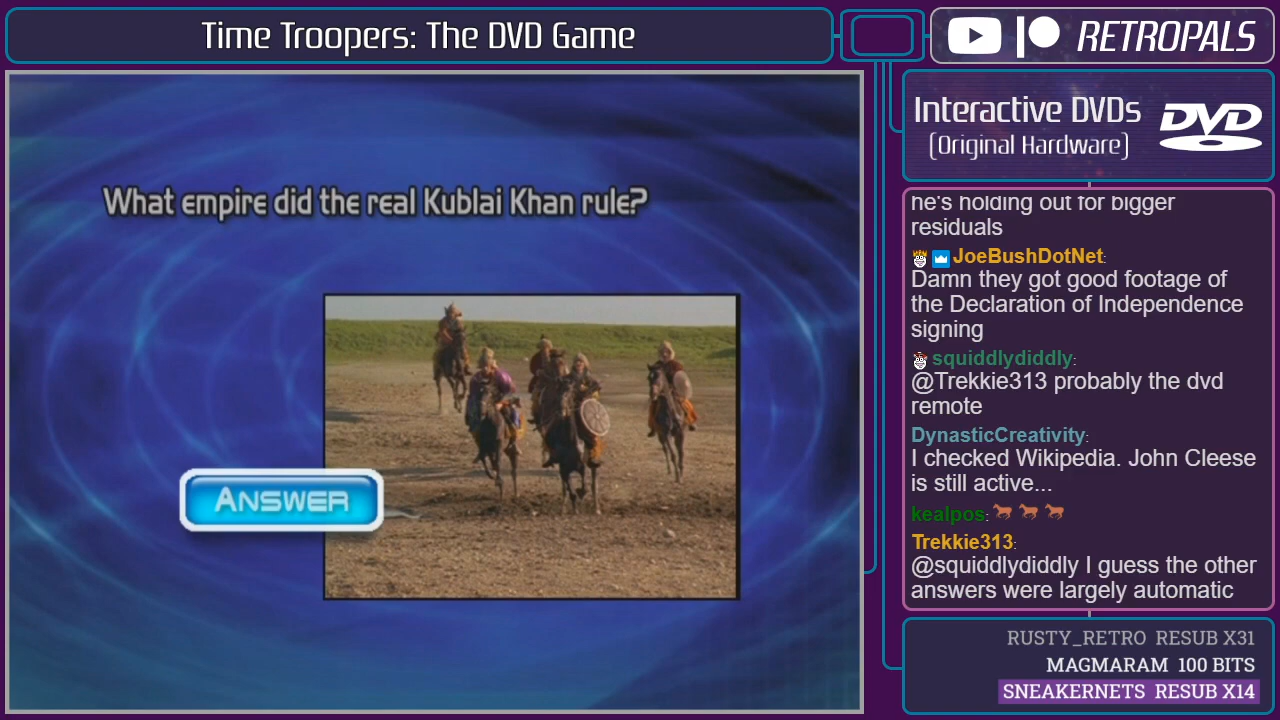 Time Troopers: The DVD Game
RETROPALS
Interactive DVDs
(Original Hardware)
DVD
What empire did the real Kublai Khan rule?
ANSWER
he's holding out for bigger
residuals
JoeBushDotNet:
Damn they got good footage of
the Declaration of Independence
signing
squiddlydiddly:
@Trekkie313 probably the dvd
remote
DynasticCreativity:
I checked Wikipedia. John Cleese
is still active...
kealpos:
Trekkie313:
@squiddlydiddly I guess the other
answers were largely automatic
RUSTY_RETRO RESUB X31
MAGMARAM 100 BITS
SNEAKERNETS RESUB X14